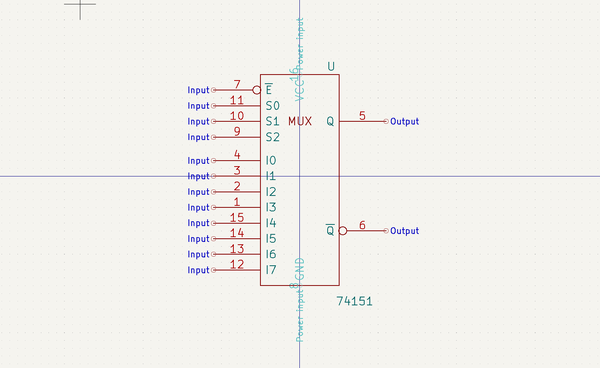 Power input
16
VCC
U
Input 7 E
Input 11 S0
Input 10 S1 MUX Q 5 Output
Input 9 S2
Input 4 I0
Input 3 I1
Input 2 I2
Input 1 I3
Input 15 I4 Q 6 Output
Input 14 I5
Input 13 I6
Input 12 I7
GND
8
Power input
74151